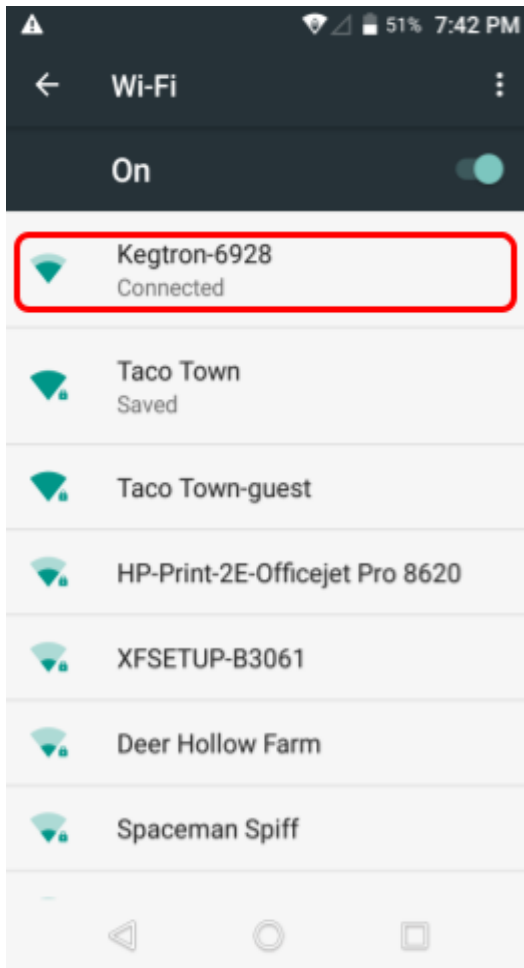 51% 7:42 PM
Wi-Fi
On
Kegtron-6928
Connected
Taco Town
Saved
Taco Town-guest
HP-Print-2E-Officejet Pro 8620
XFSETUP-B3061
Deer Hollow Farm
Spaceman Spiff